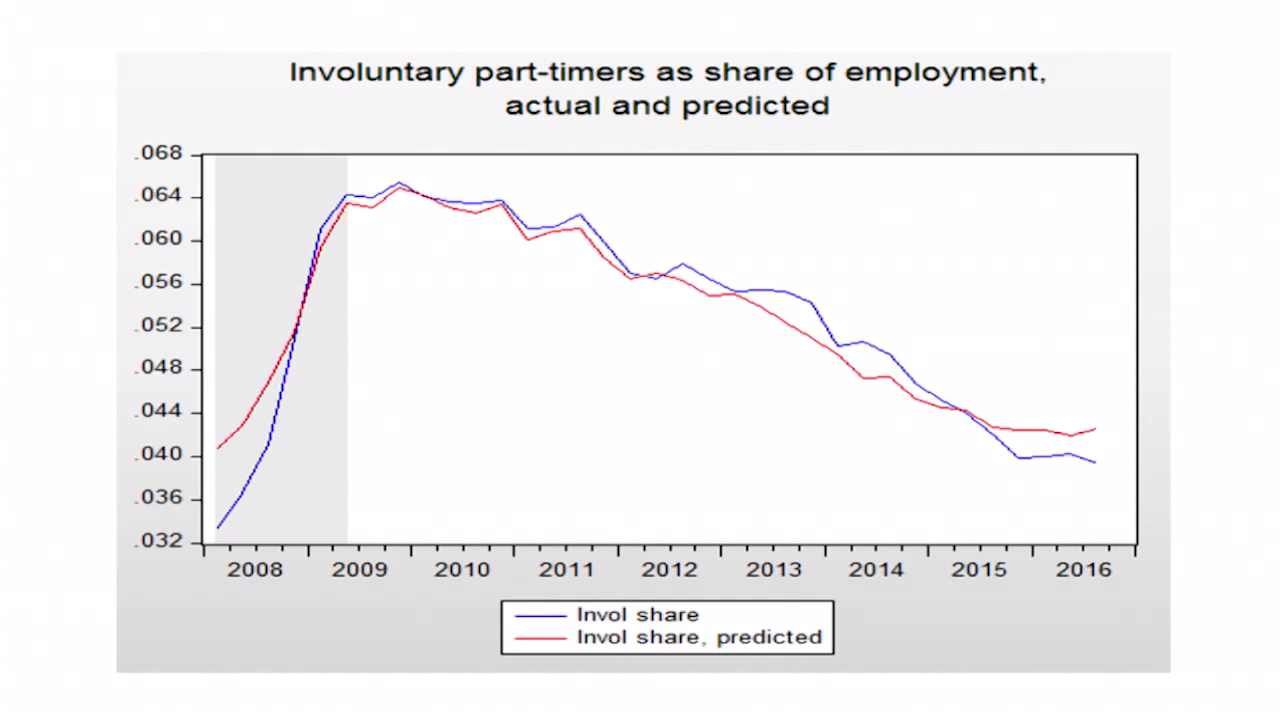 Involuntary part-timers as share of employment,
actual and predicted
.068
.064
.060
.056
.052
.048
.044
.040
.036
.032
2008 2009 2010 2011 2012 2013 2014 2015 2016
Invol share
Invol share, predicted